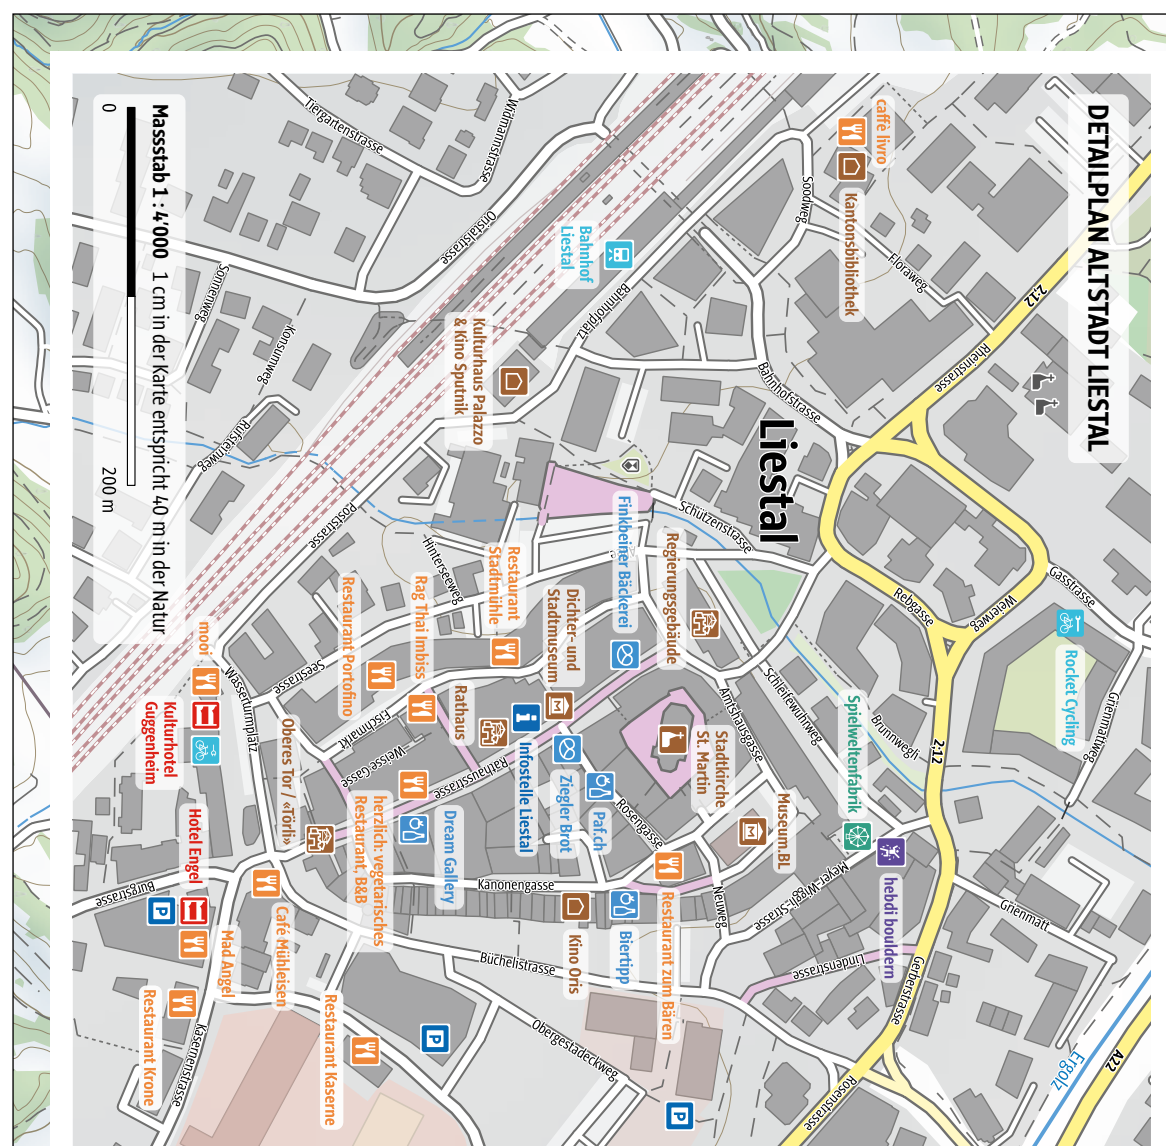 DETAILPLAN ALTSTADT LIESTAL
caffè livro
Kantonsbibliothek
Soodweg
Floraweg
2;12
Rheinstrasse
Widmannstrasse
Tiergartenstrasse
Oristalstrasse
Bahnhof
Liestal
Bahnhofplatz
Bahnhofstrasse
Liestal
Massstab 1 : 4'000 1 cm in der Karte entspricht 40 m in der Natur
0
200 m
Sonnenweg
Konsumweg
Rufsteinweg
Kulturhaus Palazzo
& Kino Sputnik
Poststrasse
Schützenstrasse
Gasstrasse
Weierweg
Rebgasse
Rocket Cycling
Grienmattweg
Finkbeiner Bäckerei
Regierungsgebäude
Hinterseeweg
Restaurant
Stadtmühle
Dichter- und
Stadtmuseum
Rag Thai Imbiss
Restaurant Portofino
Seestrasse
mooi
Kulturhotel
Guggenheim
Wasserturmplatz
Fischmarkt
Rathaus
Infostelle Liestal
Ziegler Brot
Paf.ch
Stadtkirche
St Martin
Amtshausgasse
Schleifewuhrweg
Brunnwegli
Spielweltenfabrik
2;12
Weisse Gasse
Rathausstrasse
Rosengasse
Museum.BL
Oberes Tor / «Törli»
herzlich vegetarisches
Restaurant, B&B
Dream Gallery
Hotel Engel
Burgstrasse
Kanonengasse
Neuweg
Meyer-Wiggli-Strasse
hebdi bouldern
Grienmatt
Café Mühleisen
Mad Angel
Kino Oris
Biertipp
Restaurant zum Bären
Büchelistrasse
Lindenstrasse
Gerberstrasse
Restaurant Krone
Kasernenstrasse
Restaurant Kaserne
P
P
P
Obergestadeckweg
Rosenstrasse
Ergolz
A22